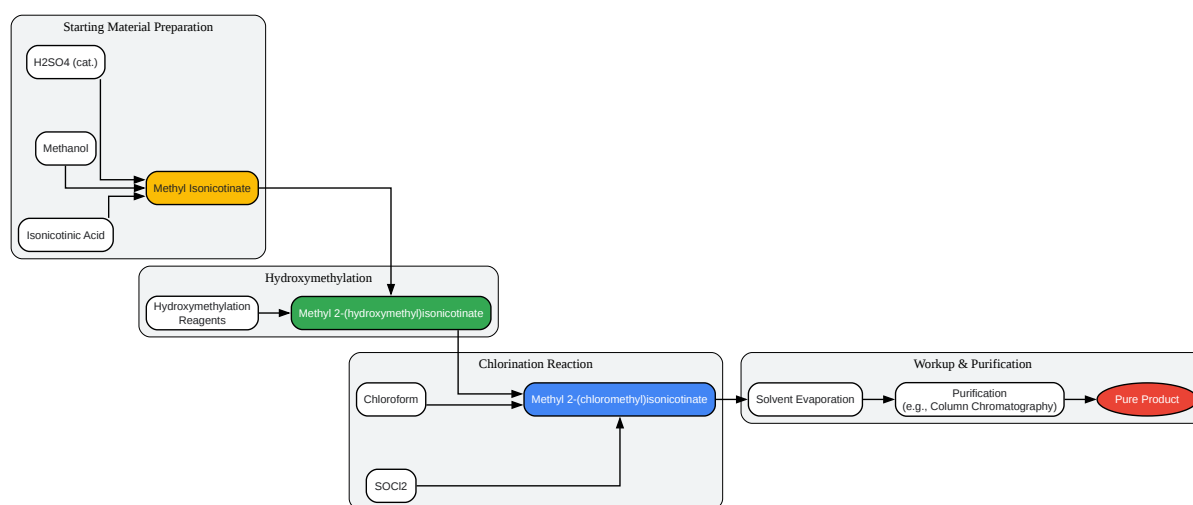 Starting Material Preparation
H2SO4 (cat.)
Methanol
Methyl Isonicotinate
Isonicotinic Acid
Hydroxymethylation
Hydroxymethylation
Reagents
Methyl 2-(hydroxymethyl)isonicotinate
Chlorination Reaction
Chloroform
Methyl 2-(chloromethyl)isonicotinate
SOCl2
Workup & Purification
Solvent Evaporation
Purification
(e.g., Column Chromatography)
Pure Product